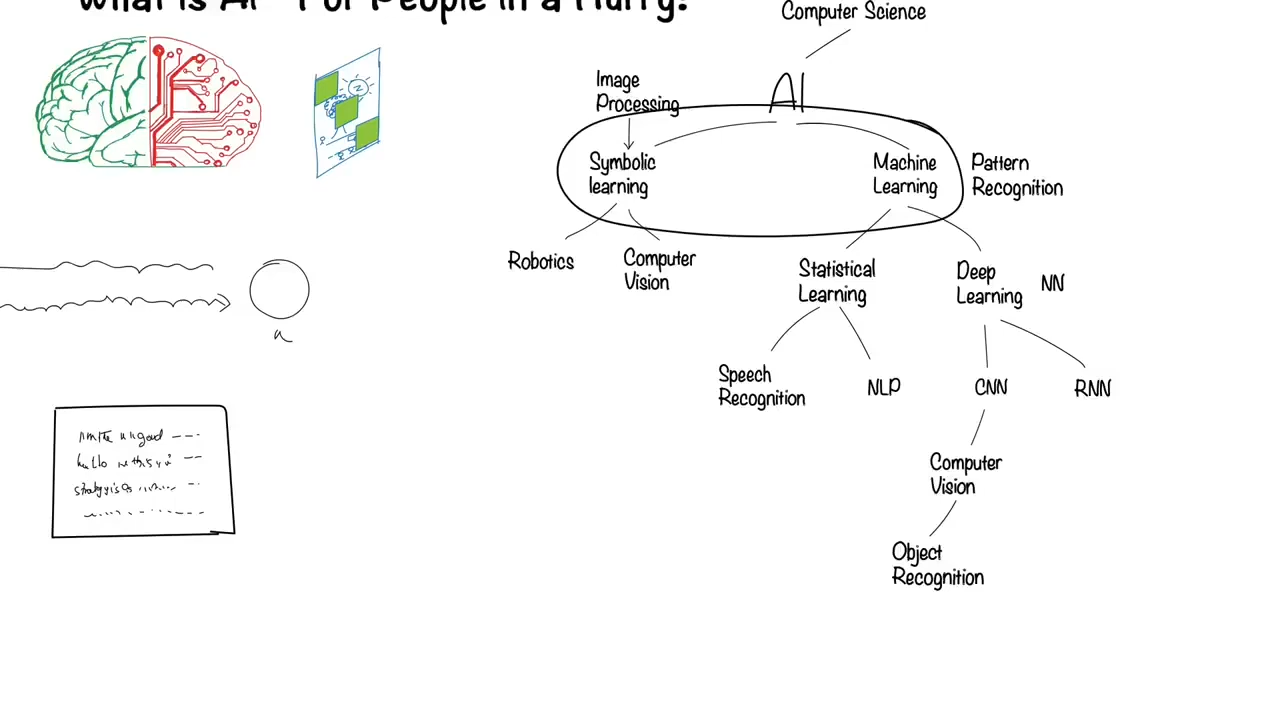 What is AI For People in a Hurry!
Computer Science
AI
Image
Processing
Symbolic
learning
Machine
Learning
Pattern
Recognition
Robotics
Computer
Vision
Statistical
Learning
Deep
Learning
NN
Speech
Recognition
NLP
CNN
RNN
Computer
Vision
Object
Recognition
a
hello